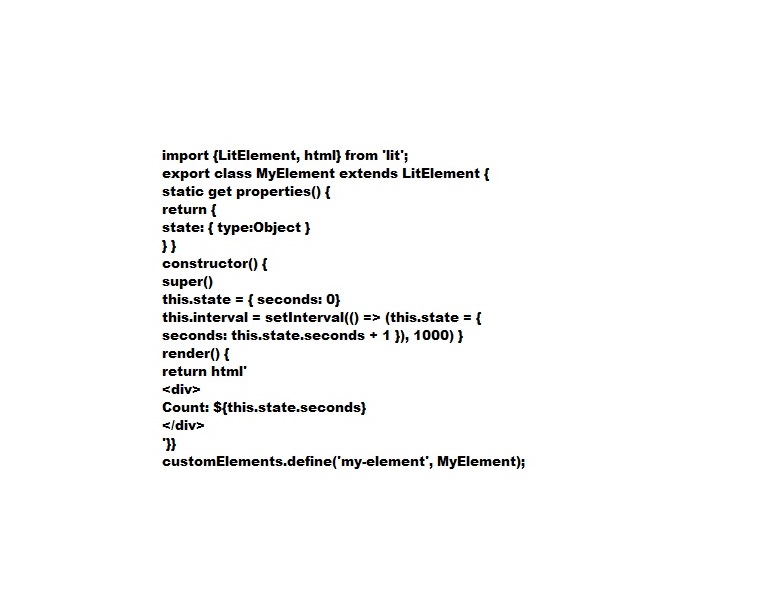 import {LitElement, html} from 'lit';
export class MyElement extends LitElement {
static get properties() {
return {
state: { type:Object }
} }
constructor() {
super()
this.state = { seconds: 0}
this.interval = setInterval(() => (this.state = {
seconds: this.state.seconds + 1 }), 1000) }
render() {
return html'
<div>
Count: ${this.state.seconds}
</div>
'}}
customElements.define('my-element', MyElement);